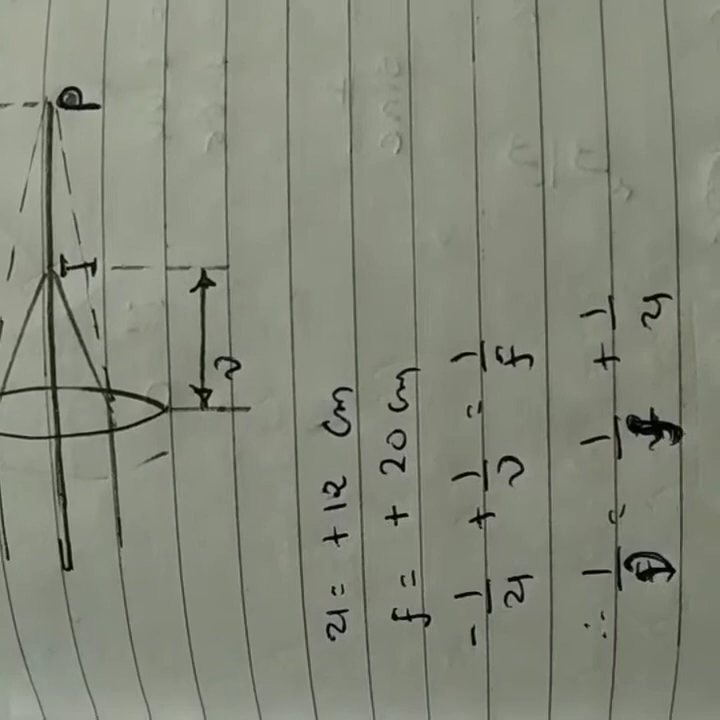 P
I
v
u = + 12 cm
f = + 20 cm
- 1/u + 1/v = 1/f
∴ 1/v = 1/f + 1/u